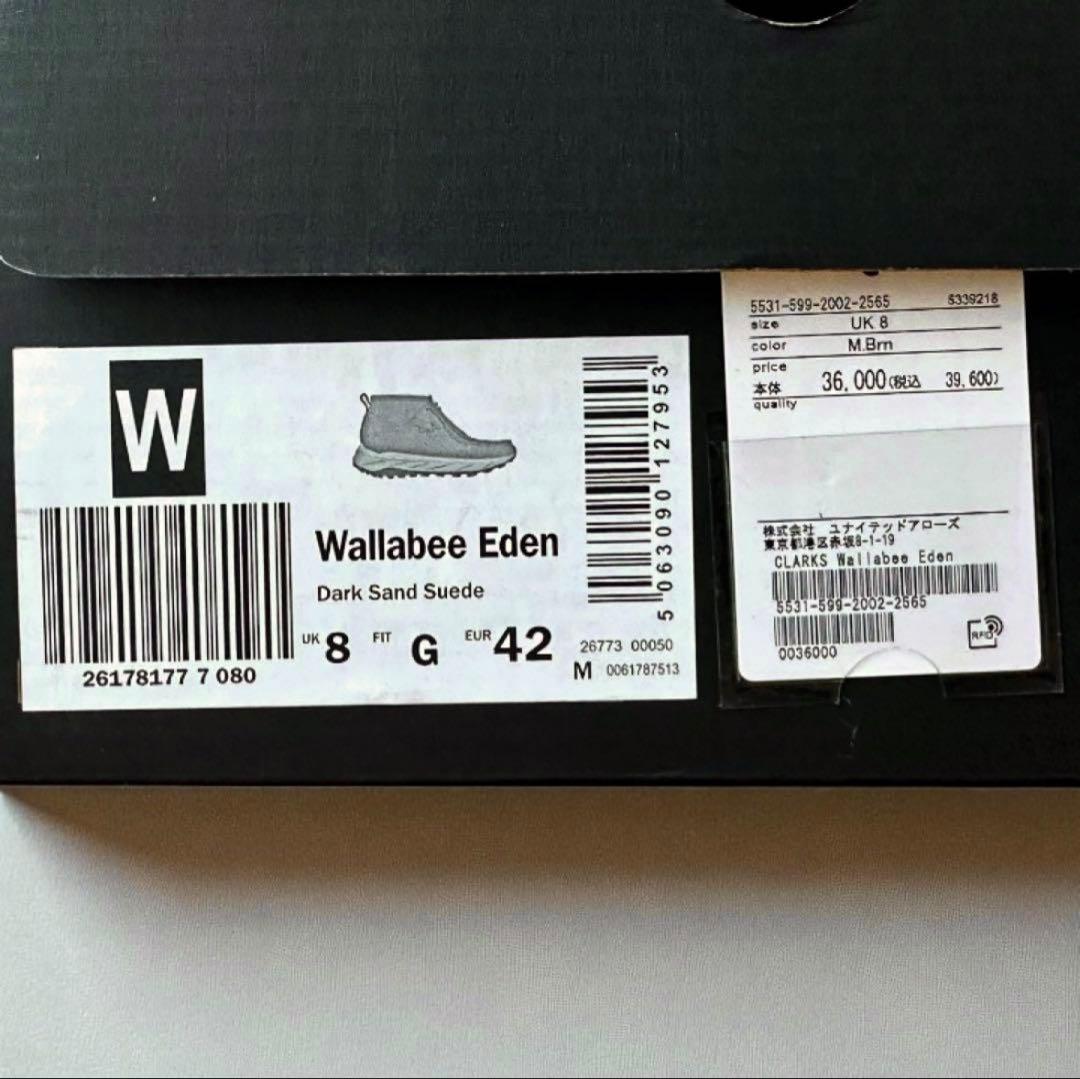 W
26178177 7 080
Wallabee Eden
Dark Sand Suede
UK 8 FIT G EUR 42
5 063090 127953
26773 00050
M 0061787513
5531-599-2002-2565 5339218
size UK 8
color M.Brn
price
本体 36,000(税込 39,600)
quality
株式会社 ユナイテッドアローズ
東京都港区赤坂8-1-19
CLARKS Wallabee Eden
5531-599-2002-2565
0036000
RFID